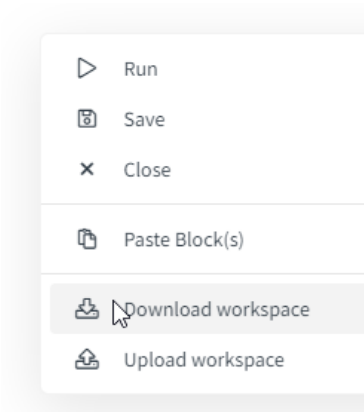 Run
Save
Close
Paste Block(s)
Download workspace
Upload workspace